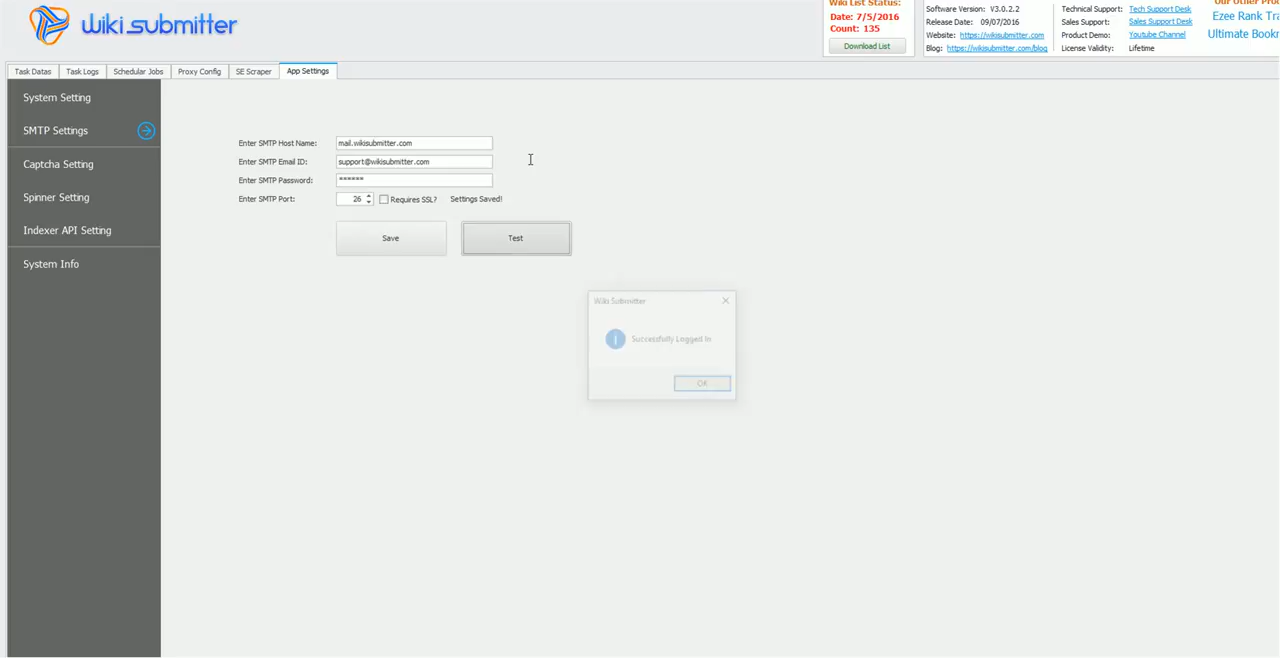 wiki submitter
Wiki List Status:
Date: 7/5/2016
Count: 135
Download List
Software Version: V3.0.2.2
Release Date: 09/07/2016
Website: https://wikisubmitter.com
Blog: https://wikisubmitter.com/blog
Technical Support: Tech Support Desk
Sales Support: Sales Support Desk
Product Demo: Youtube Channel
License Validity: Lifetime
Our Other
Ezee Rank
Ultimate
Task Datas Task Logs Schedular Jobs Proxy Config SE Scraper App Settings
System Setting
SMTP Settings
Captcha Setting
Spinner Setting
Indexer API Setting
System Info
Enter SMTP Host Name: mail.wikisubmitter.com
Enter SMTP Email ID: support@wikisubmitter.com
Enter SMTP Password: ******
Enter SMTP Port: 26 Requires SSL? Settings Saved!
Save Test
Wiki Submitter
Successfully Logged In
OK